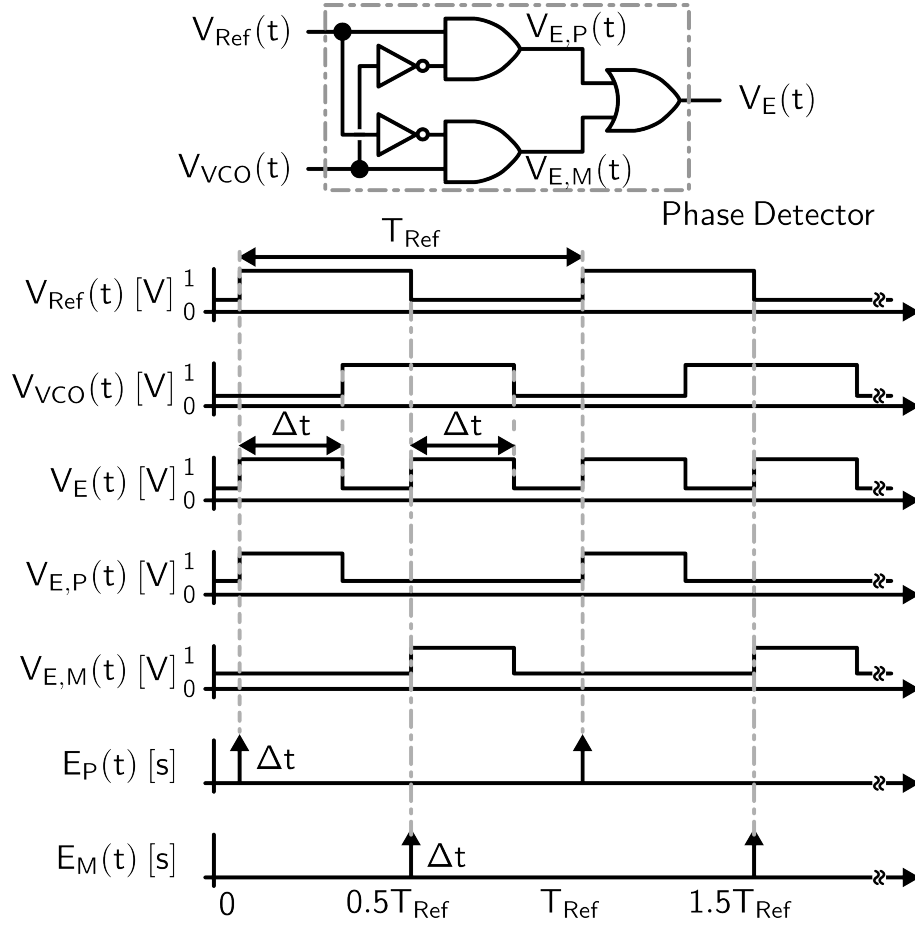 V_Ref(t)
V_E,P(t)
V_E(t)
V_VCO(t)
V_E,M(t)
Phase Detector
T_Ref
V_Ref(t) [V] 1
0
V_VCO(t) [V] 1
0
Δt Δt
V_E(t) [V] 1
0
V_E,P(t) [V] 1
0
V_E,M(t) [V] 1
0
E_P(t) [s] Δt
E_M(t) [s] Δt
0 0.5T_Ref T_Ref 1.5T_Ref